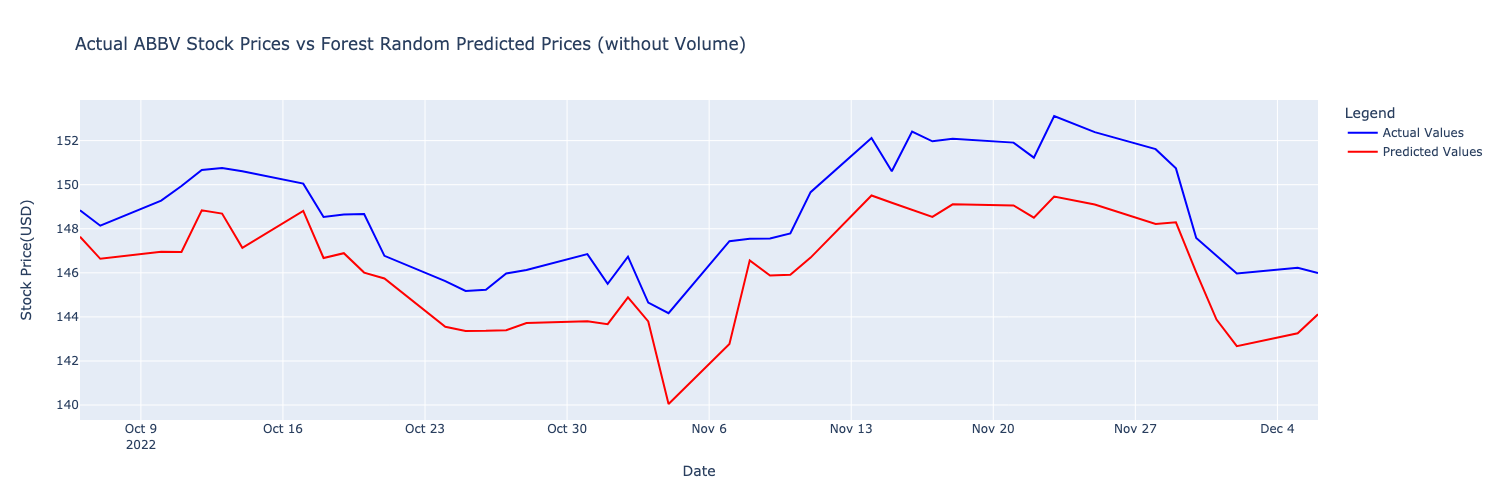 Actual ABBV Stock Prices vs Forest Random Predicted Prices (without Volume)
Legend
Actual Values
Predicted Values
Stock Price(USD)
152
150
148
146
144
142
140
Oct 9
2022
Oct 16
Oct 23
Oct 30
Nov 6
Nov 13
Nov 20
Nov 27
Dec 4
Date